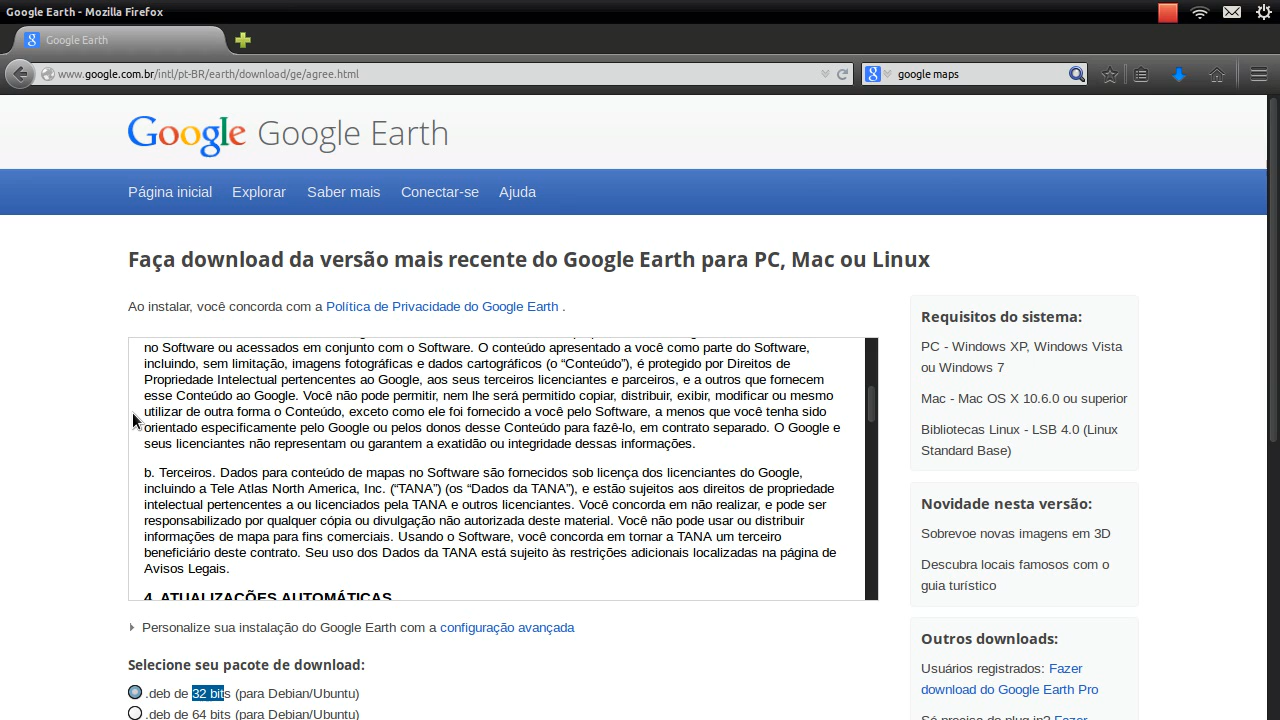 Google Earth - Mozilla Firefox
Google Earth
www.google.com.br/intl/pt-BR/earth/download/ge/agree.html
google maps
Google Google Earth
Página inicial Explorar Saber mais Conectar-se Ajuda
Faça download da versão mais recente do Google Earth para PC, Mac ou Linux
Ao instalar, você concorda com a Política de Privacidade do Google Earth .
no Software ou acessados em conjunto com o Software. O conteúdo apresentado a você como parte do Software,
incluindo, sem limitação, imagens fotográficas e dados cartográficos (o “Conteúdo”), é protegido por Direitos de
Propriedade Intelectual pertencentes ao Google, aos seus terceiros licenciantes e parceiros, e a outros que fornecem
esse Conteúdo ao Google. Você não pode permitir, nem lhe será permitido copiar, distribuir, exibir, modificar ou mesmo
utilizar de outra forma o Conteúdo, exceto como ele foi fornecido a você pelo Software, a menos que você tenha sido
orientado especificamente pelo Google ou pelos donos desse Conteúdo para fazê-lo, em contrato separado. O Google e
seus licenciantes não representam ou garantem a exatidão ou integridade dessas informações.
b. Terceiros. Dados para conteúdo de mapas no Software são fornecidos sob licença dos licenciantes do Google,
incluindo a Tele Atlas North America, Inc. (“TANA”) (os “Dados da TANA”), e estão sujeitos aos direitos de propriedade
intelectual pertencentes a ou licenciados pela TANA e outros licenciantes. Você concorda em não realizar, e pode ser
responsabilizado por qualquer cópia ou divulgação não autorizada deste material. Você não pode usar ou distribuir
informações de mapa para fins comerciais. Usando o Software, você concorda em tornar a TANA um terceiro
beneficiário deste contrato. Seu uso dos Dados da TANA está sujeito às restrições adicionais localizadas na página de
Avisos Legais.
4. ATUALIZAÇÕES AUTOMÁTICAS
Personalize sua instalação do Google Earth com a configuração avançada
Selecione seu pacote de download:
.deb de 32 bits (para Debian/Ubuntu)
.deb de 64 bits (para Debian/Ubuntu)
Requisitos do sistema:
PC - Windows XP, Windows Vista
ou Windows 7
Mac - Mac OS X 10.6.0 ou superior
Bibliotecas Linux - LSB 4.0 (Linux
Standard Base)
Novidade nesta versão:
Sobrevoe novas imagens em 3D
Descubra locais famosos com o
guia turístico
Outros downloads:
Usuários registrados: Fazer
download do Google Earth Pro
Só precisa do plug-in? Fazer